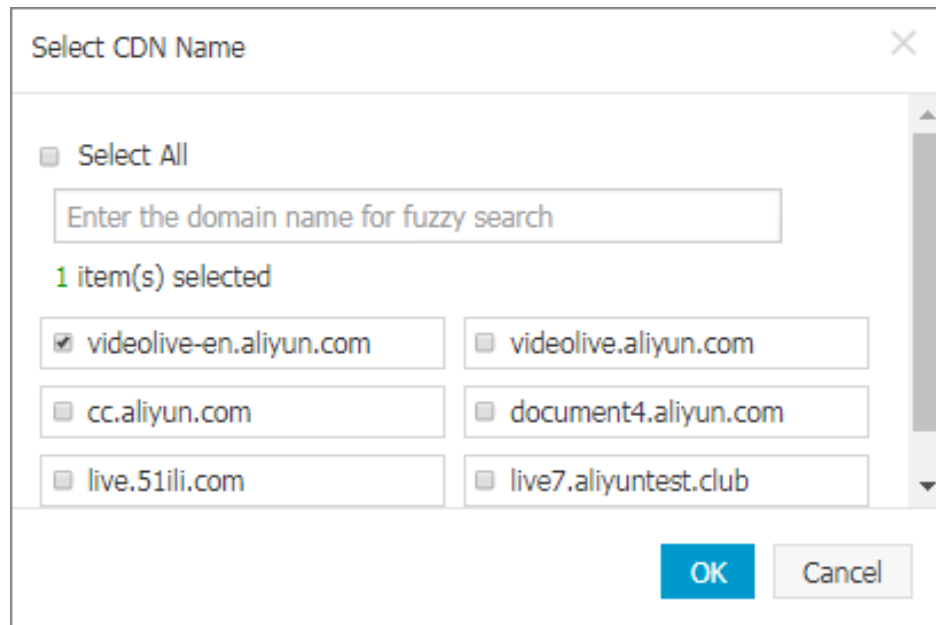 Select CDN Name
Select All
Enter the domain name for fuzzy search
1 item(s) selected
videolive-en.aliyun.com
videolive.aliyun.com
cc.aliyun.com
document4.aliyun.com
live.51ili.com
live7.aliyuntest.club
OK
Cancel